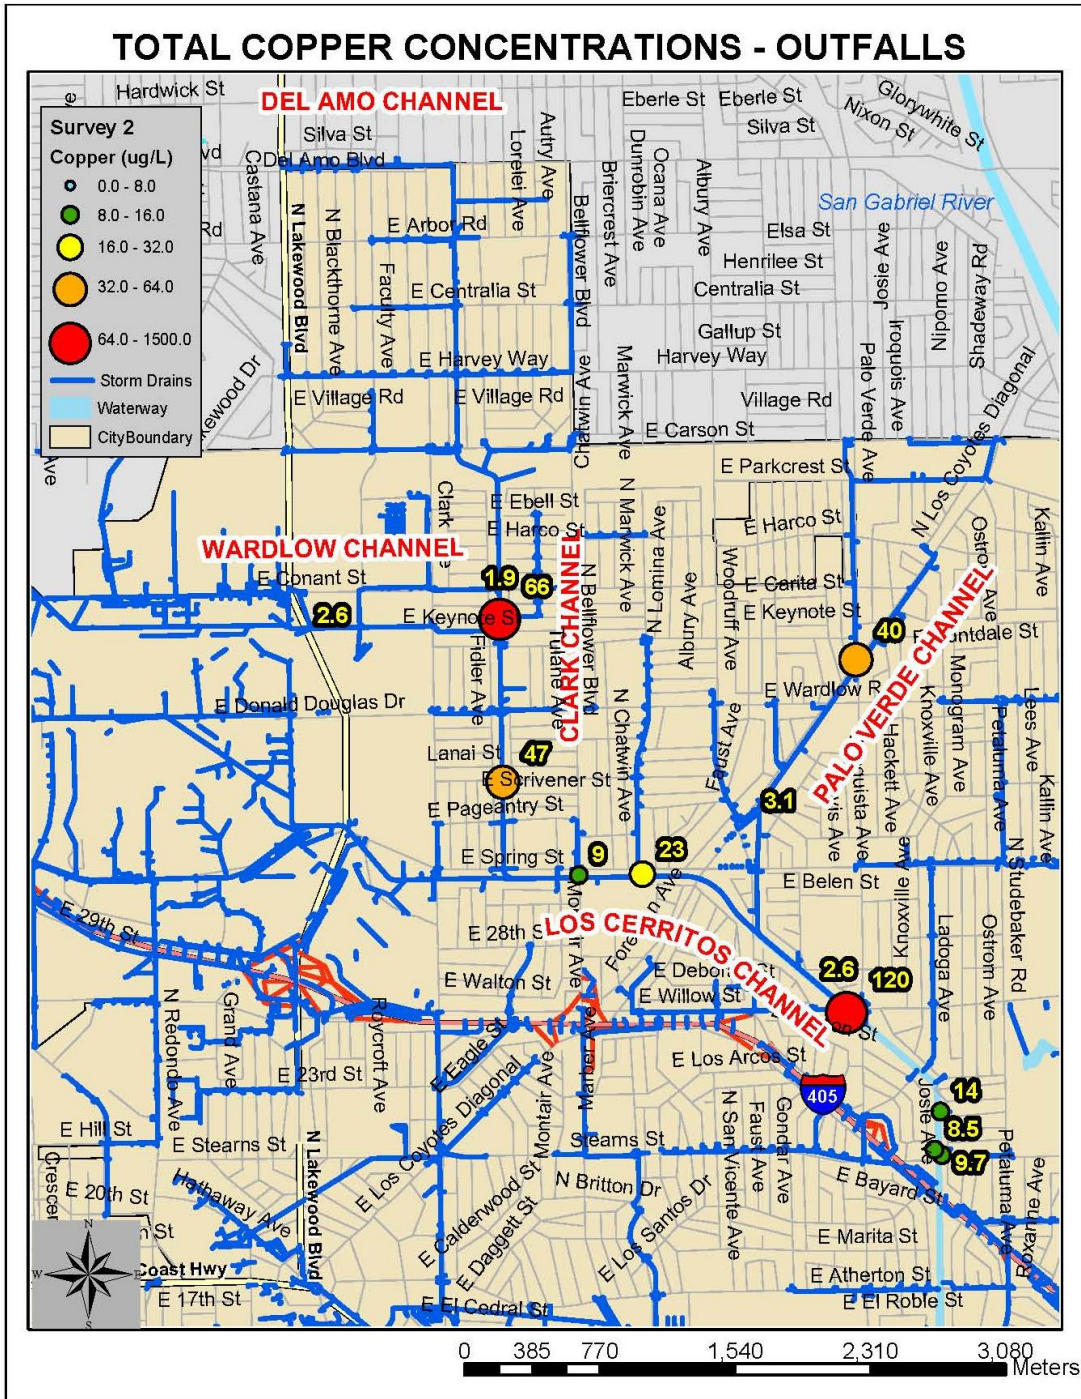 TOTAL COPPER CONCENTRATIONS - OUTFALLS
Survey 2
Copper (ug/L)
0.0 - 8.0
8.0 - 16.0
16.0 - 32.0
32.0 - 64.0
64.0 - 1500.0
Storm Drains
Waterway
CityBoundary
Hardwick St
DEL AMO CHANNEL
Silva St
Del Amo Blvd
Castana Ave
Lorelei Ave
Autry Ave
Eberle St
Eberle St
Silva St
Nixon St
Glorywhite St
Dunrobin Ave
Ocana Ave
Briercrest Ave
Albury Ave
San Gabriel River
N Lakewood Blvd
N Blackthorne Ave
E Arbor Rd
Faculty Ave
Bellflower Blvd
Elsa St
Henrilee St
Centralia St
Josie Ave
Nipomo Ave
Shadeway Rd
E Centralia St
Gallup St
Harvey Way
Iroquois Ave
Palo Verde Ave
E Harvey Way
E Village Rd
E Village Rd
Chatwin Ave
Marwick Ave
Village Rd
E Carson St
N Los Coyotes Diagonal
E Parkcrest St
E Ebell St
E Harco St
N Marwick Ave
N Lomina Ave
E Harco St
Kallin Ave
WARDLOW CHANNEL
E Conant St
1.9
66
2.6
E Keynote S
CLARK CHANNEL
N Bellflower Blvd
Albury Ave
Woodruff Ave
E Carita St
E Keynote St
40
PALO VERDE CHANNEL
Fidler Ave
Tulane Ave
E Wardlow R
E Donald Douglas Dr
Lanai St
47
E Scrivener St
E Pageantry St
N Chatwin Ave
Faust Ave
3.1
Hackett Ave
Knoxville Ave
Monogram Ave
Petaluma Ave
Lees Ave
Kallin Ave
E Spring St
9
23
E Belen St
Knoxville Ave
N Studebaker Rd
E 29th St
E 28th S
LOS CERRITOS CHANNEL
E Walton St
E Willow St
2.6
120
Ladoga Ave
Ostrom Ave
N Redondo Ave
Grand Ave
Roycroft Ave
E Eagle St
E Los Arcos St
E 23rd St
E Los Coyotes Diagonal
Montair Ave
405
N San Vicente Ave
Faust Ave
Gondar Ave
Josie Ave
14
8.5
9.7
E Hill St
E Stearns St
Stearns St
E 20th St
Hathaway Ave
N Lakewood Blvd
E Calderwood St
E Daggett St
N Britton Dr
E Los Santos Dr
E Bayard St
Petaluma Ave
Roxanne Ave
E Marita St
Coast Hwy
E 17th St
E El Cedral St
E Atherton St
E El Roble St
N
W
E
S
0 385 770 1,540 2,310 3,080
Meters